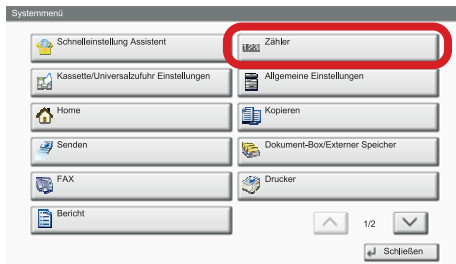 Systemmenü
Schnelleinstellung Assistent
123 Zähler
Kassette/Universalzufuhr Einstellungen
Allgemeine Einstellungen
Home
Kopieren
Senden
Dokument-Box/Externer Speicher
FAX
Drucker
Bericht
1/2
Schließen